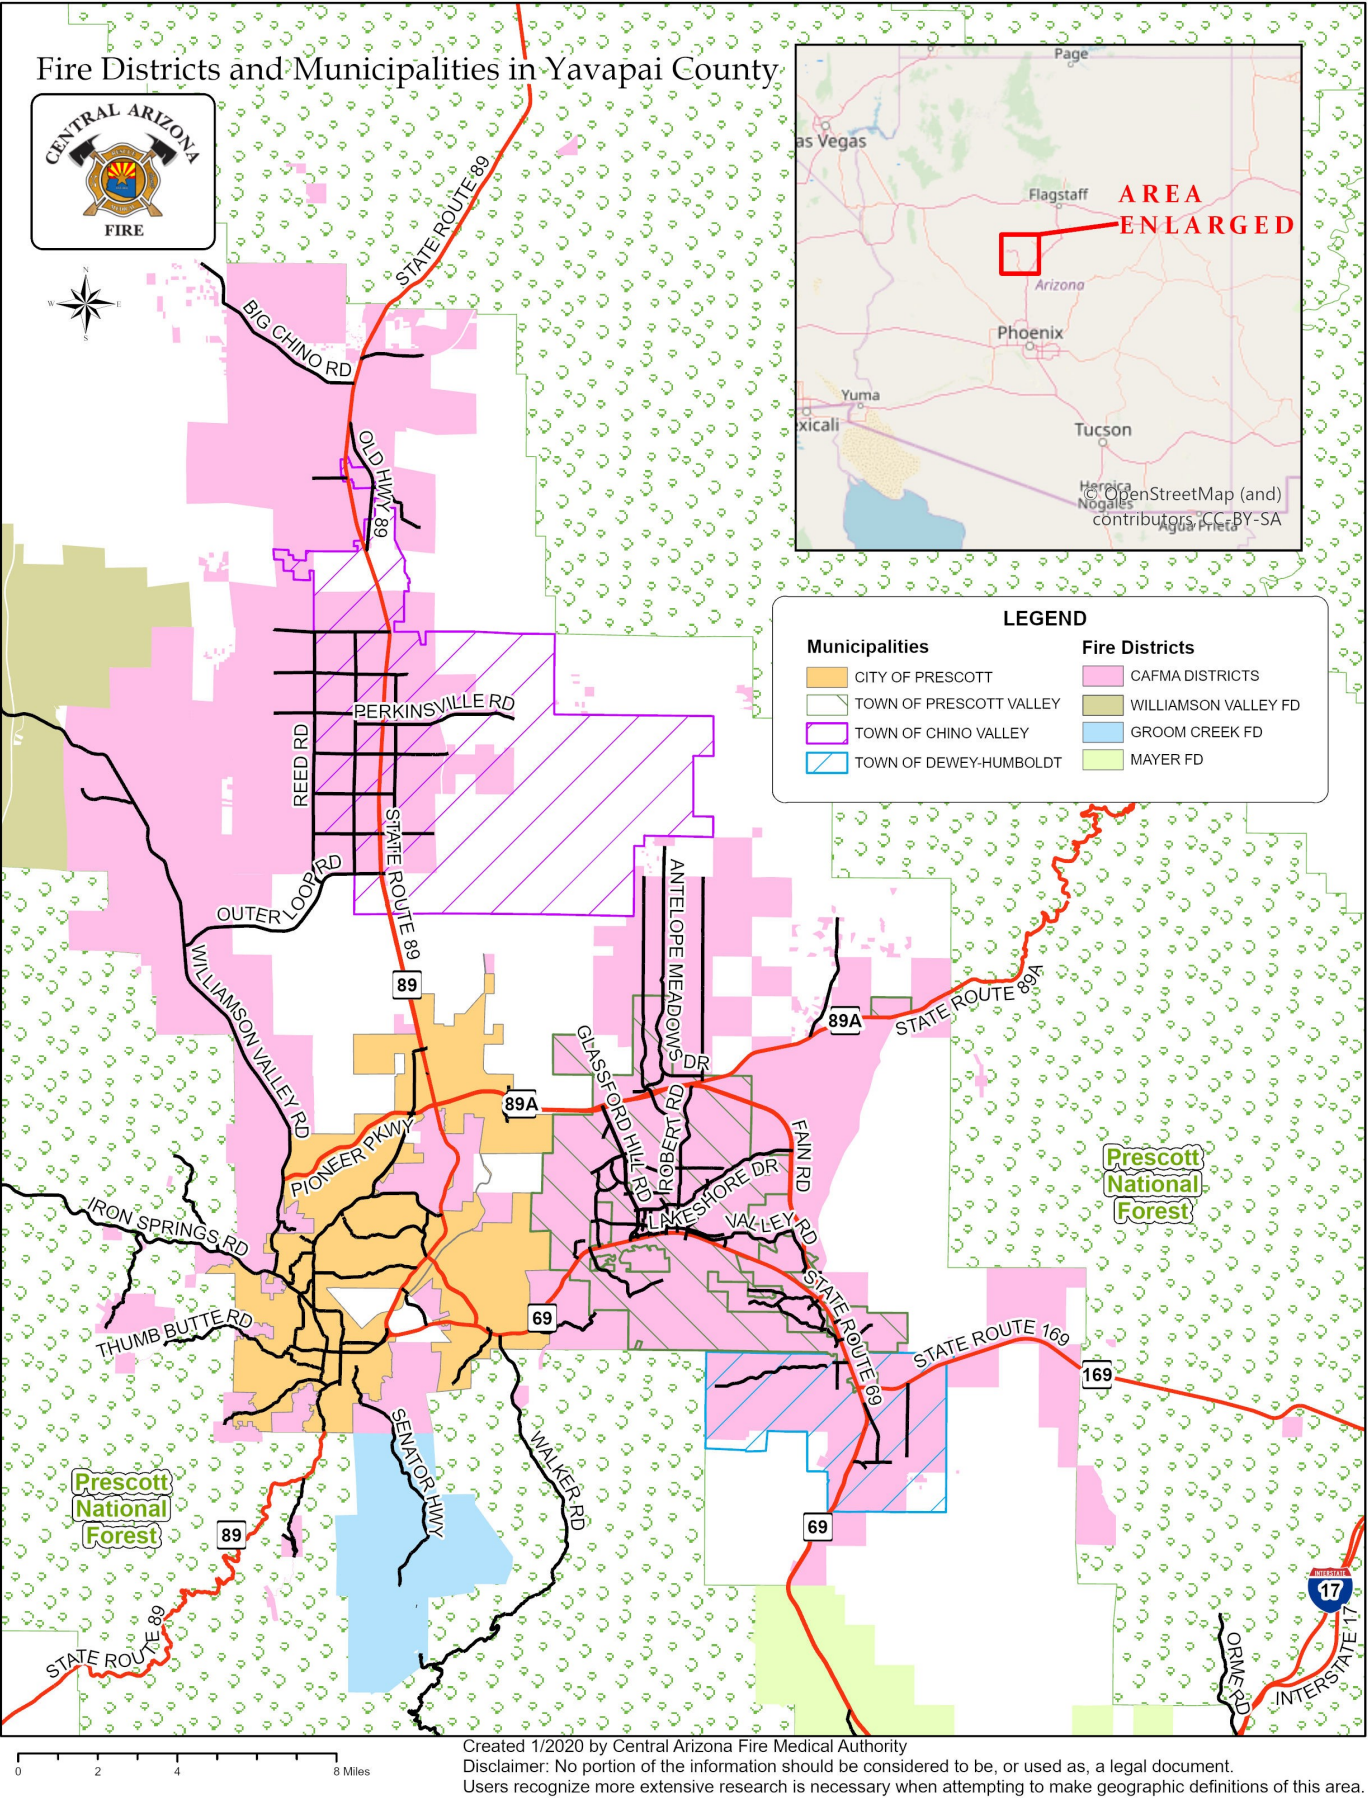 Fire Districts and Municipalities in Yavapai County
CENTRAL ARIZONA
FIRE
N
W
E
S
Page
as Vegas
Flagstaff
AREA
ENLARGED
Arizona
Phoenix
Yuma
xicali
Tucson
Heroica
Nogales
Agua Prieta
© OpenStreetMap (and)
contributors, CC-BY-SA
LEGEND
Municipalities
CITY OF PRESCOTT
TOWN OF PRESCOTT VALLEY
TOWN OF CHINO VALLEY
TOWN OF DEWEY-HUMBOLDT
Fire Districts
CAFMA DISTRICTS
WILLIAMSON VALLEY FD
GROOM CREEK FD
MAYER FD
STATE ROUTE 89
BIG CHINO RD
OLD HWY 89
PERKINSVILLE RD
REED RD
STATE ROUTE 89
OUTER LOOP RD
ANTELOPE MEADOWS DR
WILLIAMSON VALLEY RD
89
89A
STATE ROUTE 89A
GLASSFORD HILL RD
89A
ROBERT RD
FAIN RD
PIONEER PKWY
LAKESHORE DR
VALLEY RD
Prescott
National
Forest
IRON SPRINGS RD
THUMB BUTTE RD
69
STATE ROUTE 69
STATE ROUTE 169
169
SENATOR HWY
WALKER RD
Prescott
National
Forest
89
69
STATE ROUTE 89
INTERSTATE
17
ORME RD
INTERSTATE 17
0
2
4
8 Miles
Created 1/2020 by Central Arizona Fire Medical Authority
Disclaimer: No portion of the information should be considered to be, or used as, a legal document.
Users recognize more extensive research is necessary when attempting to make geographic definitions of this area.